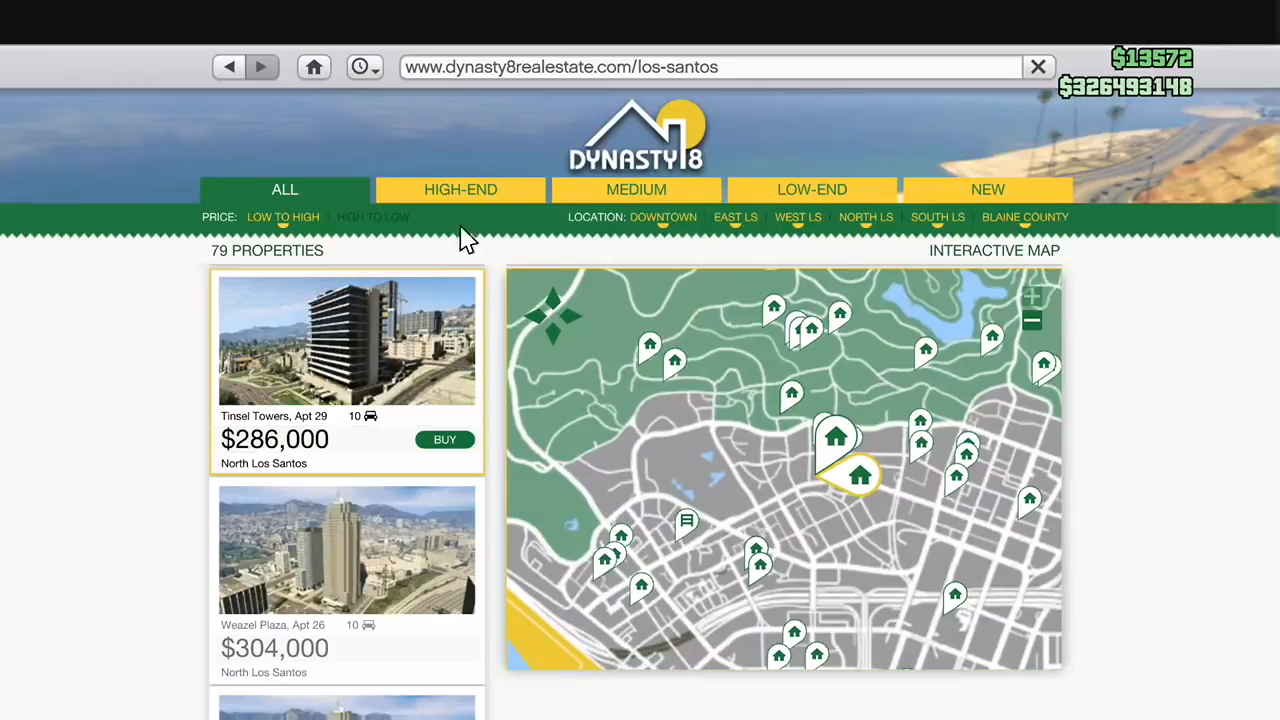 www.dynasty8realestate.com/los-santos
$13572
$326493148
DYNASTY8
ALL
HIGH-END
MEDIUM
LOW-END
NEW
PRICE: LOW TO HIGH | HIGH TO LOW
LOCATION: DOWNTOWN | EAST LS | WEST LS | NORTH LS | SOUTH LS | BLAINE COUNTY
79 PROPERTIES
INTERACTIVE MAP
Tinsel Towers, Apt 29 10
$286,000
BUY
North Los Santos
Weazel Plaza, Apt 26 10
$304,000
North Los Santos